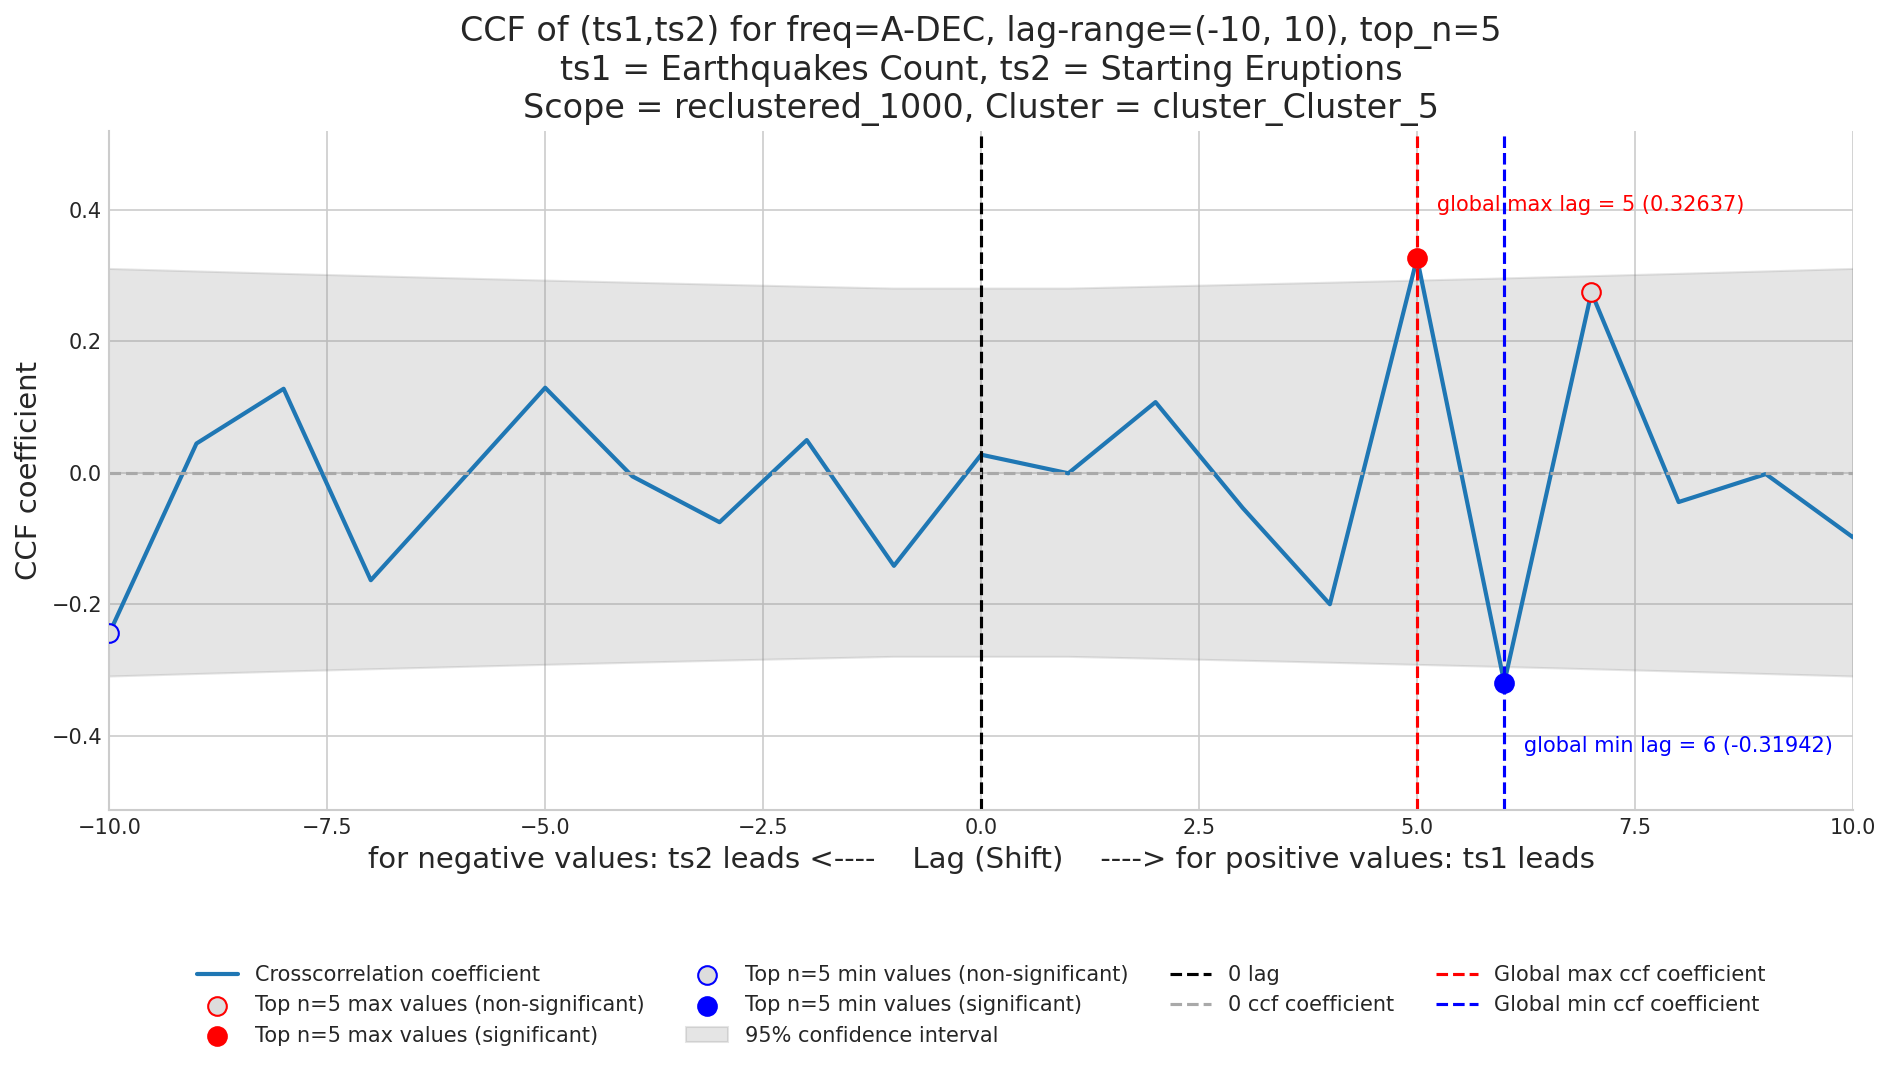 CCF of (ts1,ts2) for freq=A-DEC, lag-range=(-10, 10), top_n=5
ts1 = Earthquakes Count, ts2 = Starting Eruptions
Scope = reclustered_1000, Cluster = cluster_Cluster_5
CCF coefficient
0.4
0.2
0.0
−0.2
−0.4
global max lag = 5 (0.32637)
global min lag = 6 (-0.31942)
−10.0 −7.5 −5.0 −2.5 0.0 2.5 5.0 7.5 10.0
for negative values: ts2 leads <---- Lag (Shift) ----> for positive values: ts1 leads
Crosscorrelation coefficient
Top n=5 max values (non-significant)
Top n=5 max values (significant)
Top n=5 min values (non-significant)
Top n=5 min values (significant)
95% confidence interval
0 lag
0 ccf coefficient
Global max ccf coefficient
Global min ccf coefficient